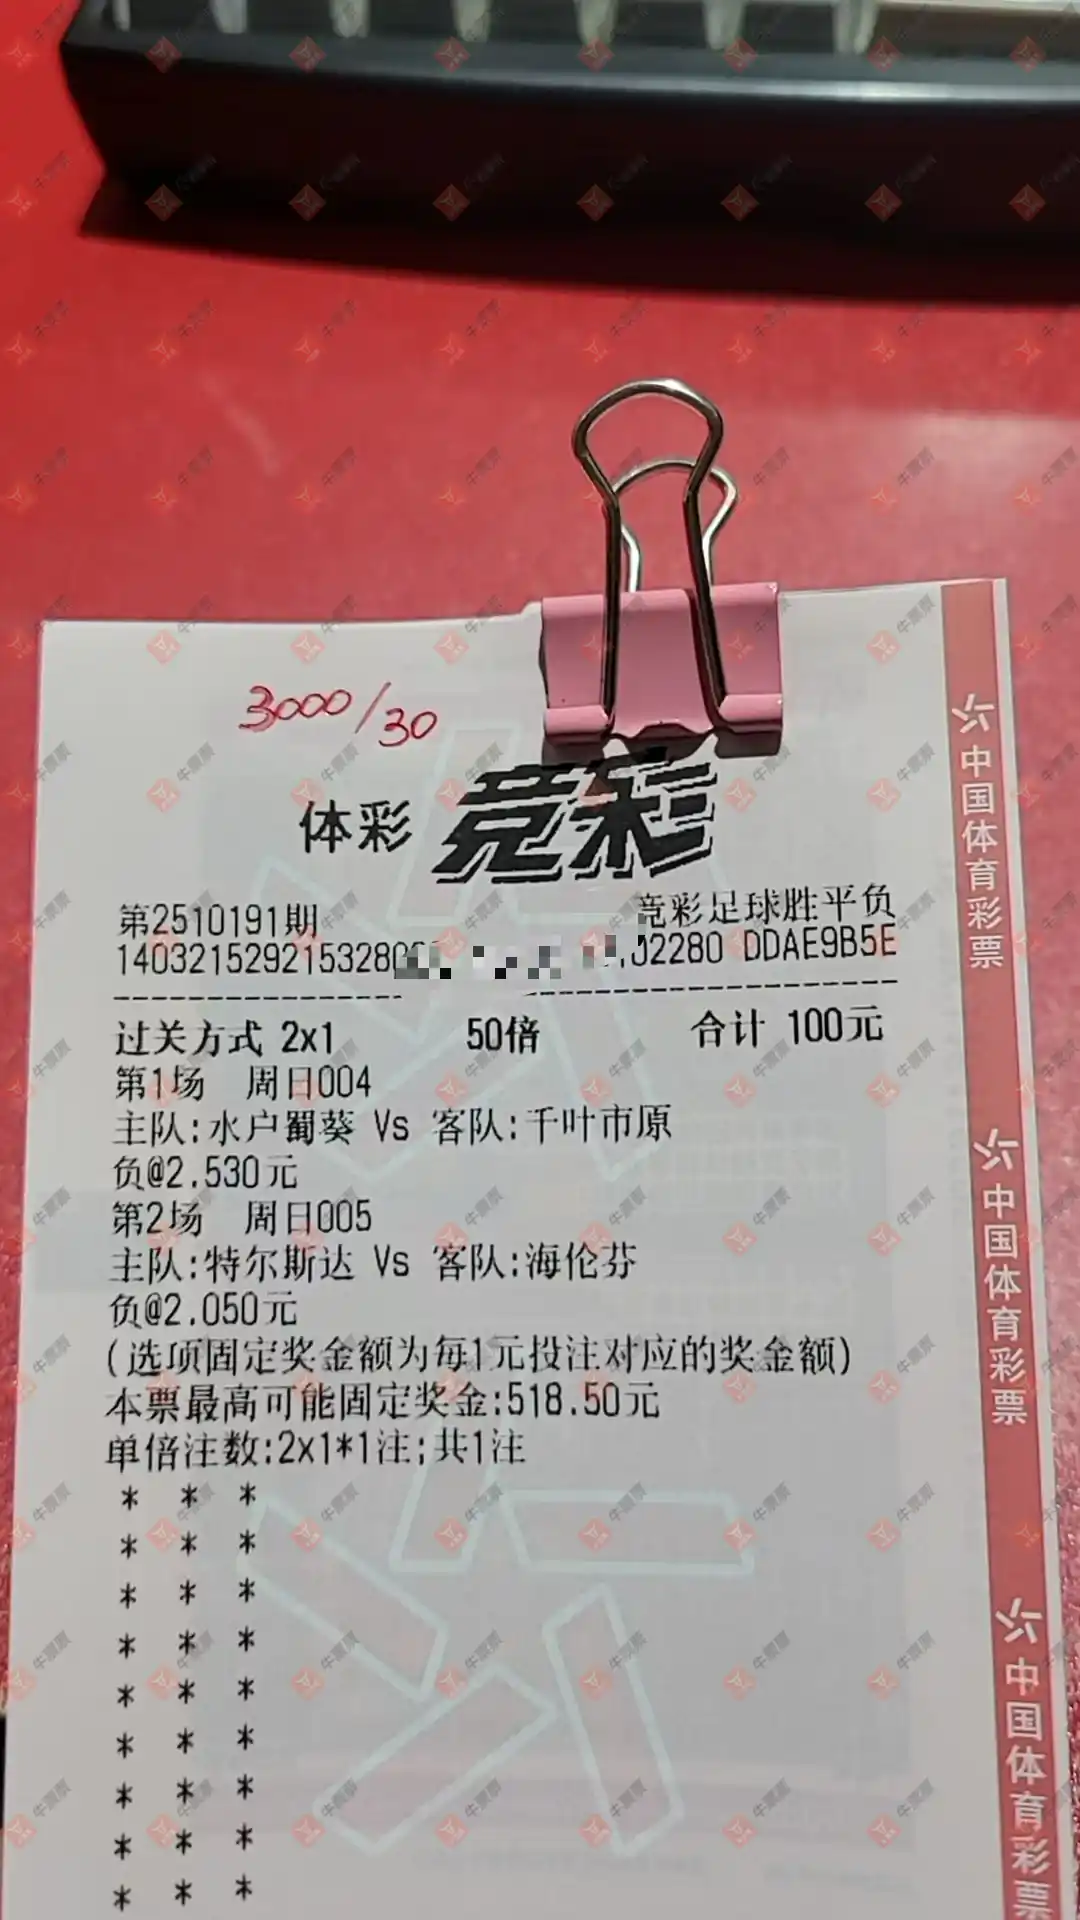 3000/30
体彩 竞彩
第2510191期 竞彩足球胜平负
140321529215328 02280 DDAE9B5E
过关方式 2x1 50倍 合计 100元
第1场 周日004
主队:水户蜀葵 Vs 客队:千叶市原
负@2.530元
第2场 周日005
主队:特尔斯达 Vs 客队:海伦芬
负@2.050元
(选项固定奖金额为每1元投注对应的奖金额)
本票最高可能固定奖金:518.50元
单倍注数:2x1*1注;共1注
* * *
* * *
* * *
* * *
* * *
* * *
* * *
* * *
* * *
中国体育彩票
中国体育彩票
中国体育彩票
牛票票